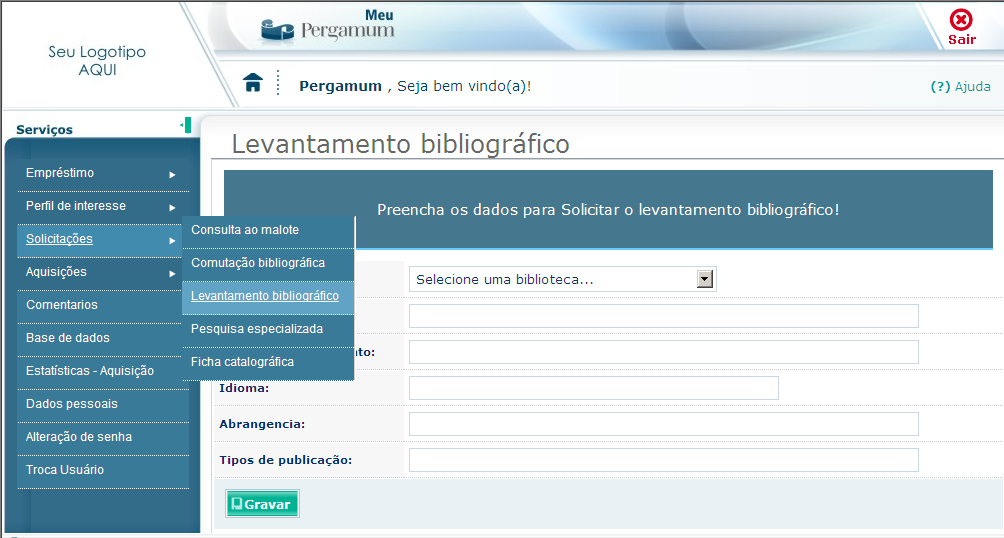 Seu Logotipo
AQUI
Meu
Pergamum
Sair
Pergamum , Seja bem vindo(a)!
(?) Ajuda
Serviços
Empréstimo
Perfil de interesse
Solicitações
Aquisições
Comentarios
Base de dados
Estatísticas - Aquisição
Dados pessoais
Alteração de senha
Troca Usuário
Consulta ao malote
Comutação bibliográfica
Levantamento bibliográfico
Pesquisa especializada
Ficha catalográfica
Levantamento bibliográfico
Preencha os dados para Solicitar o levantamento bibliográfico!
Selecione uma biblioteca...
Idioma:
Abrangencia:
Tipos de publicação:
Gravar